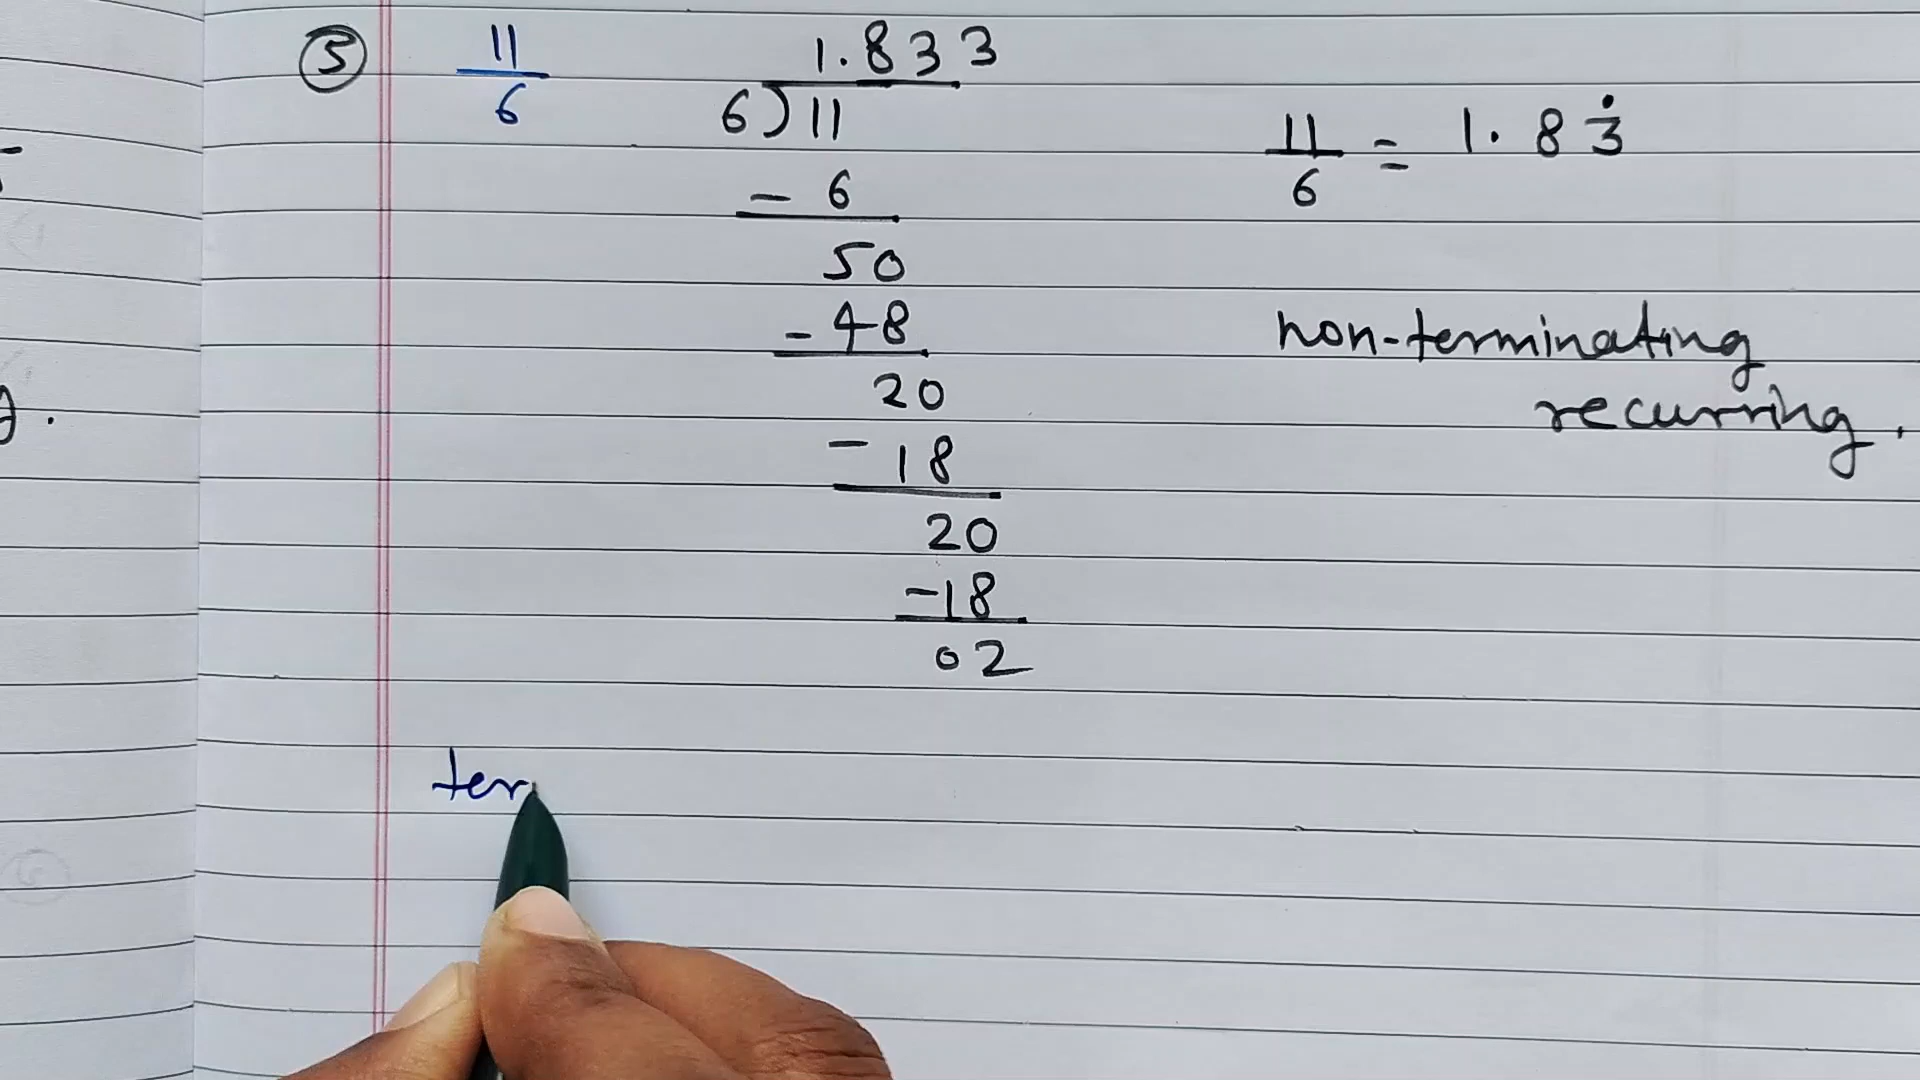 ⑤ 11/6
1.833
6)11
- 6
50
- 48
20
- 18
20
-18
02
11/6 = 1.83̇
non-terminating
recurring.
ter